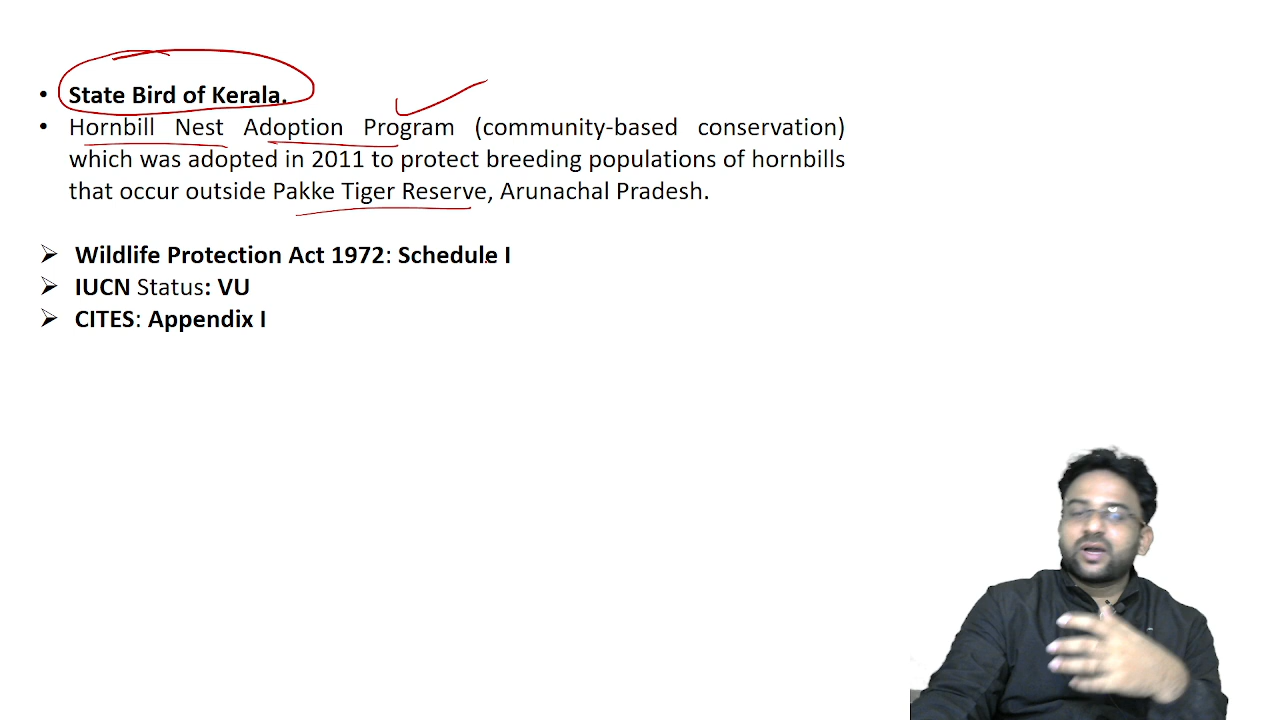 • State Bird of Kerala.
• Hornbill Nest Adoption Program (community-based conservation)
which was adopted in 2011 to protect breeding populations of hornbills
that occur outside Pakke Tiger Reserve, Arunachal Pradesh.
➢ Wildlife Protection Act 1972: Schedule I
➢ IUCN Status: VU
➢ CITES: Appendix I